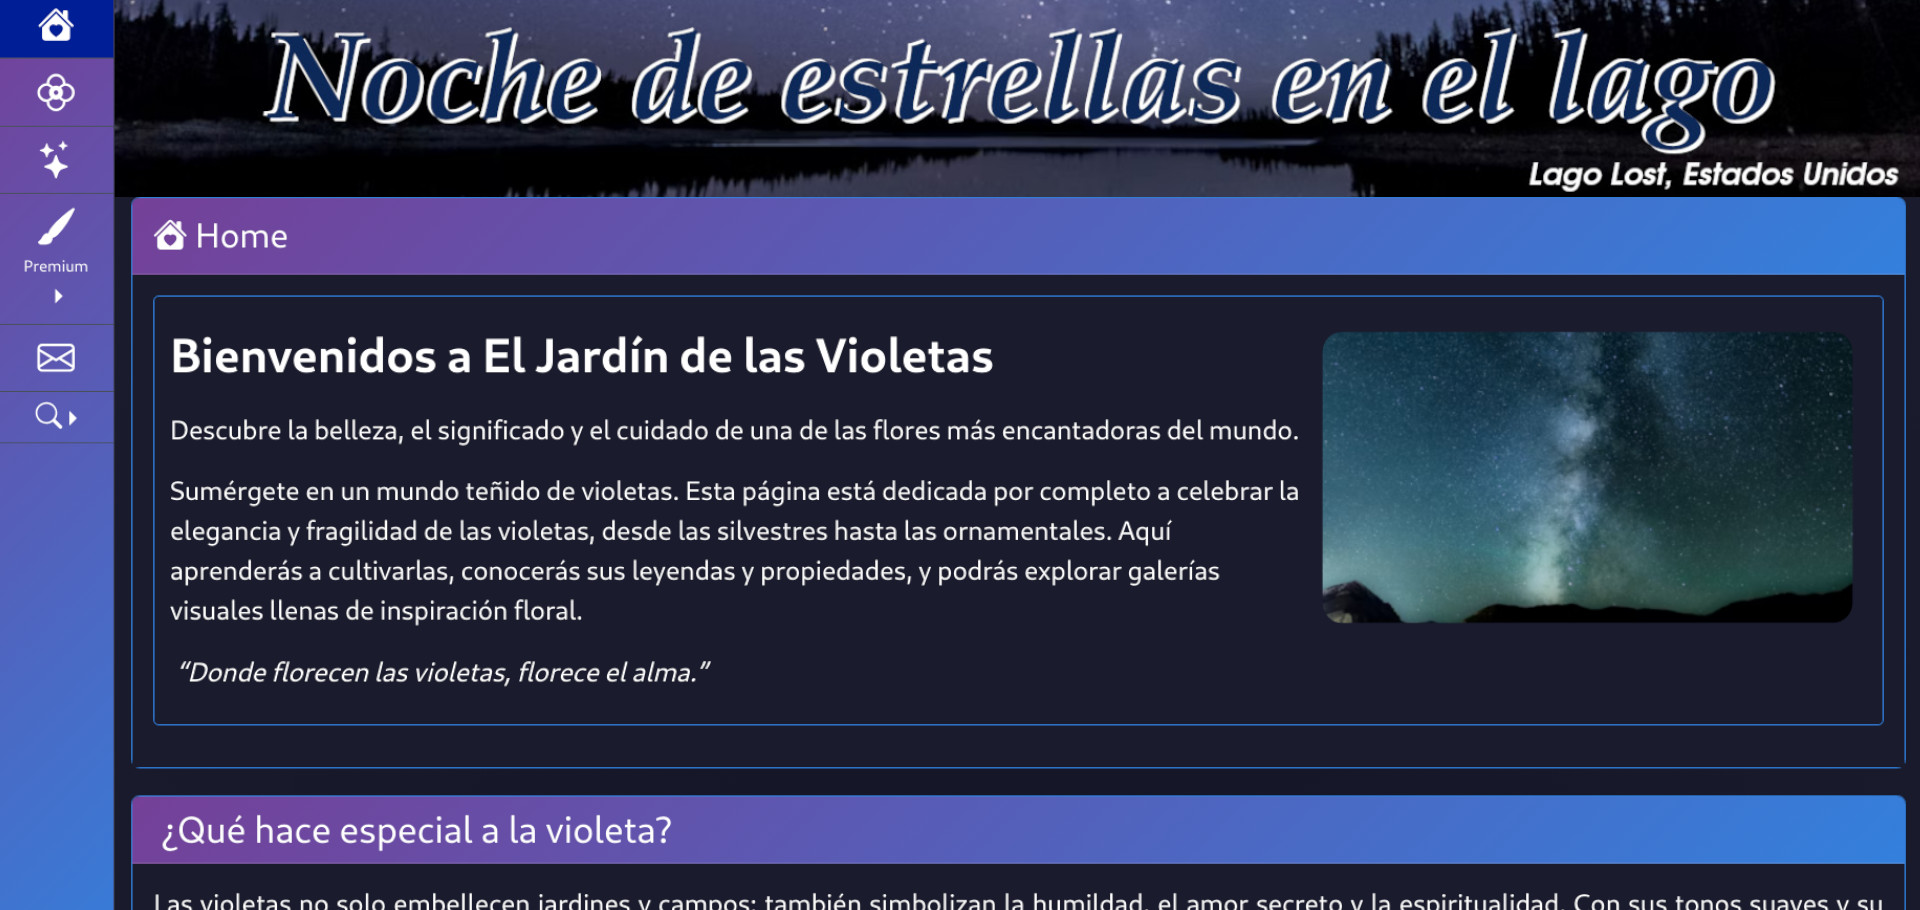 Noche de estrellas en el lago
Lago Lost, Estados Unidos
Premium
Home
Bienvenidos a El Jardín de las Violetas
Descubre la belleza, el significado y el cuidado de una de las flores más encantadoras del mundo.
Sumérgete en un mundo teñido de violetas. Esta página está dedicada por completo a celebrar la
elegancia y fragilidad de las violetas, desde las silvestres hasta las ornamentales. Aquí
aprenderás a cultivarlas, conocerás sus leyendas y propiedades, y podrás explorar galerías
visuales llenas de inspiración floral.
“Donde florecen las violetas, florece el alma.”
¿Qué hace especial a la violeta?
Las violetas no solo embellecen jardines y campos: también simbolizan la humildad, el amor secreto y la espiritualidad. Con sus tonos suaves y su